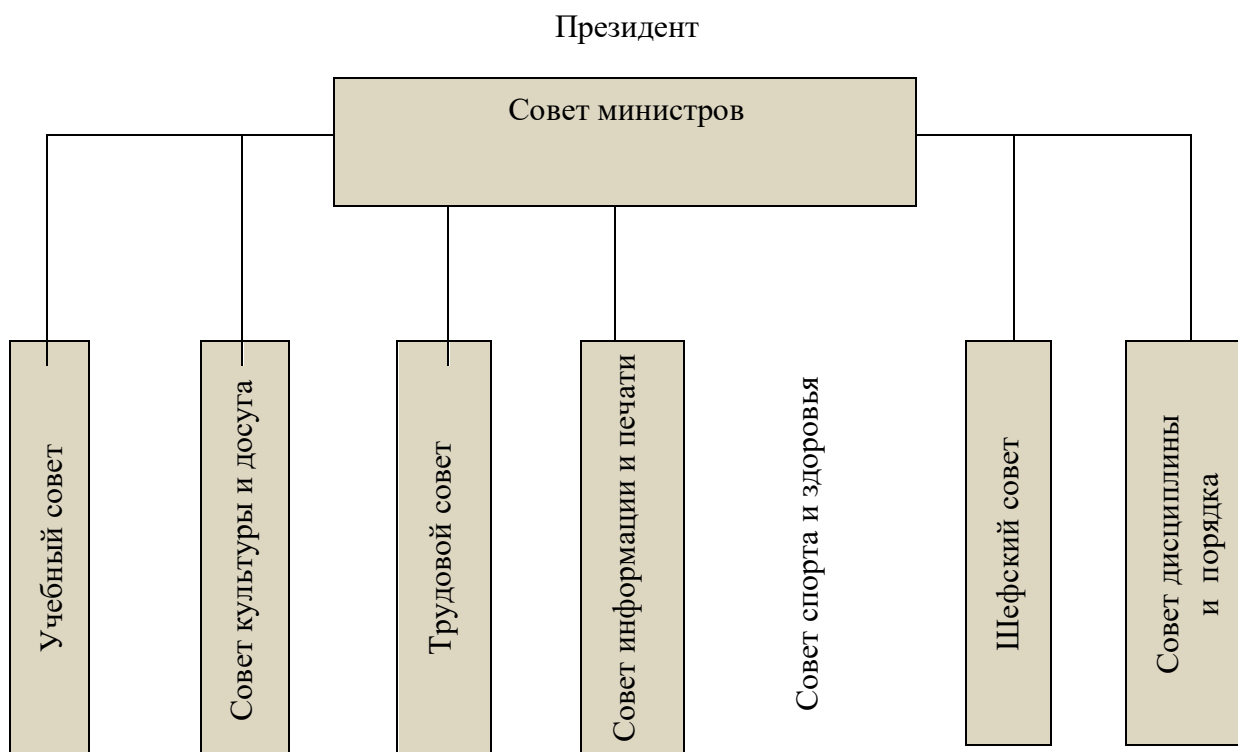 Президент
Совет министров
Учебный совет
Совет культуры и досуга
Трудовой совет
Совет информации и печати
Совет спорта и здоровья
Шефский совет
Совет дисциплины
и порядка